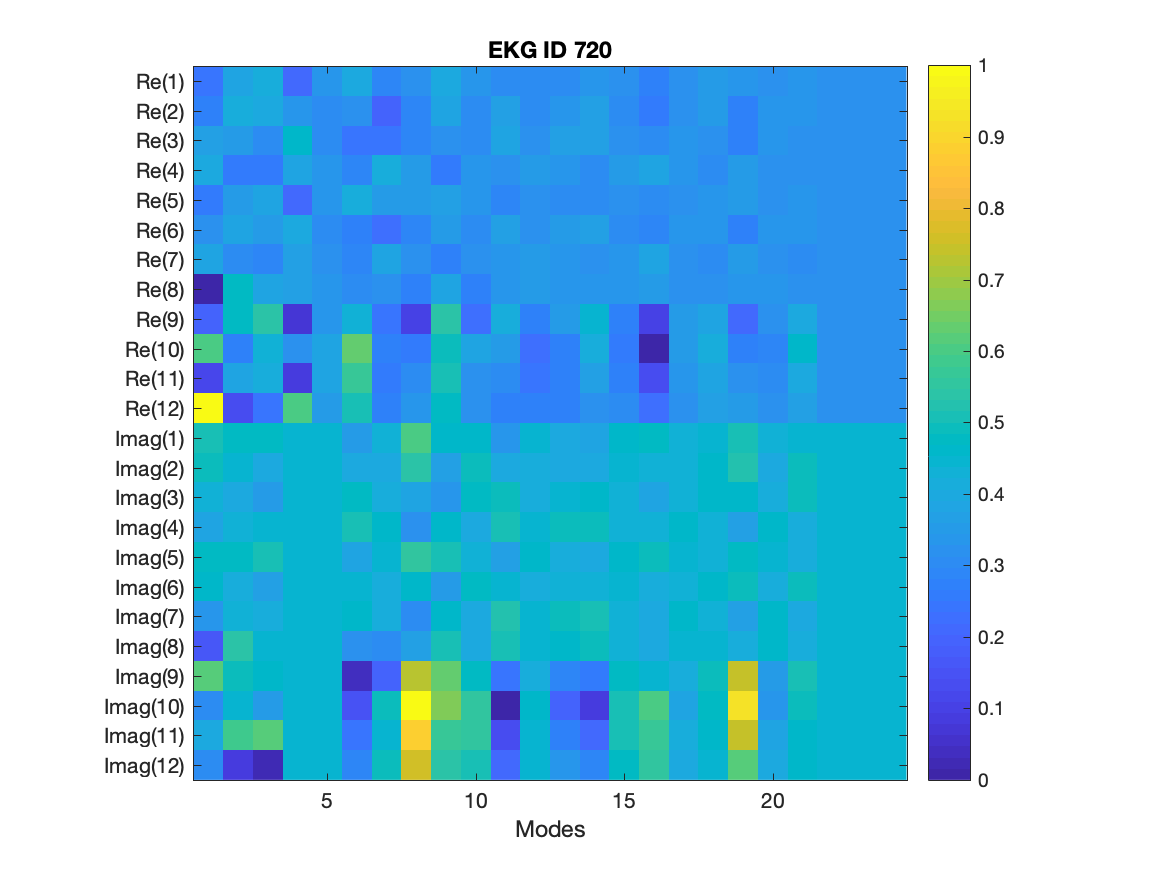 EKG ID 720
Re(1)
Re(2)
Re(3)
Re(4)
Re(5)
Re(6)
Re(7)
Re(8)
Re(9)
Re(10)
Re(11)
Re(12)
Imag(1)
Imag(2)
Imag(3)
Imag(4)
Imag(5)
Imag(6)
Imag(7)
Imag(8)
Imag(9)
Imag(10)
Imag(11)
Imag(12)
5 10 15 20
Modes
1
0.9
0.8
0.7
0.6
0.5
0.4
0.3
0.2
0.1
0